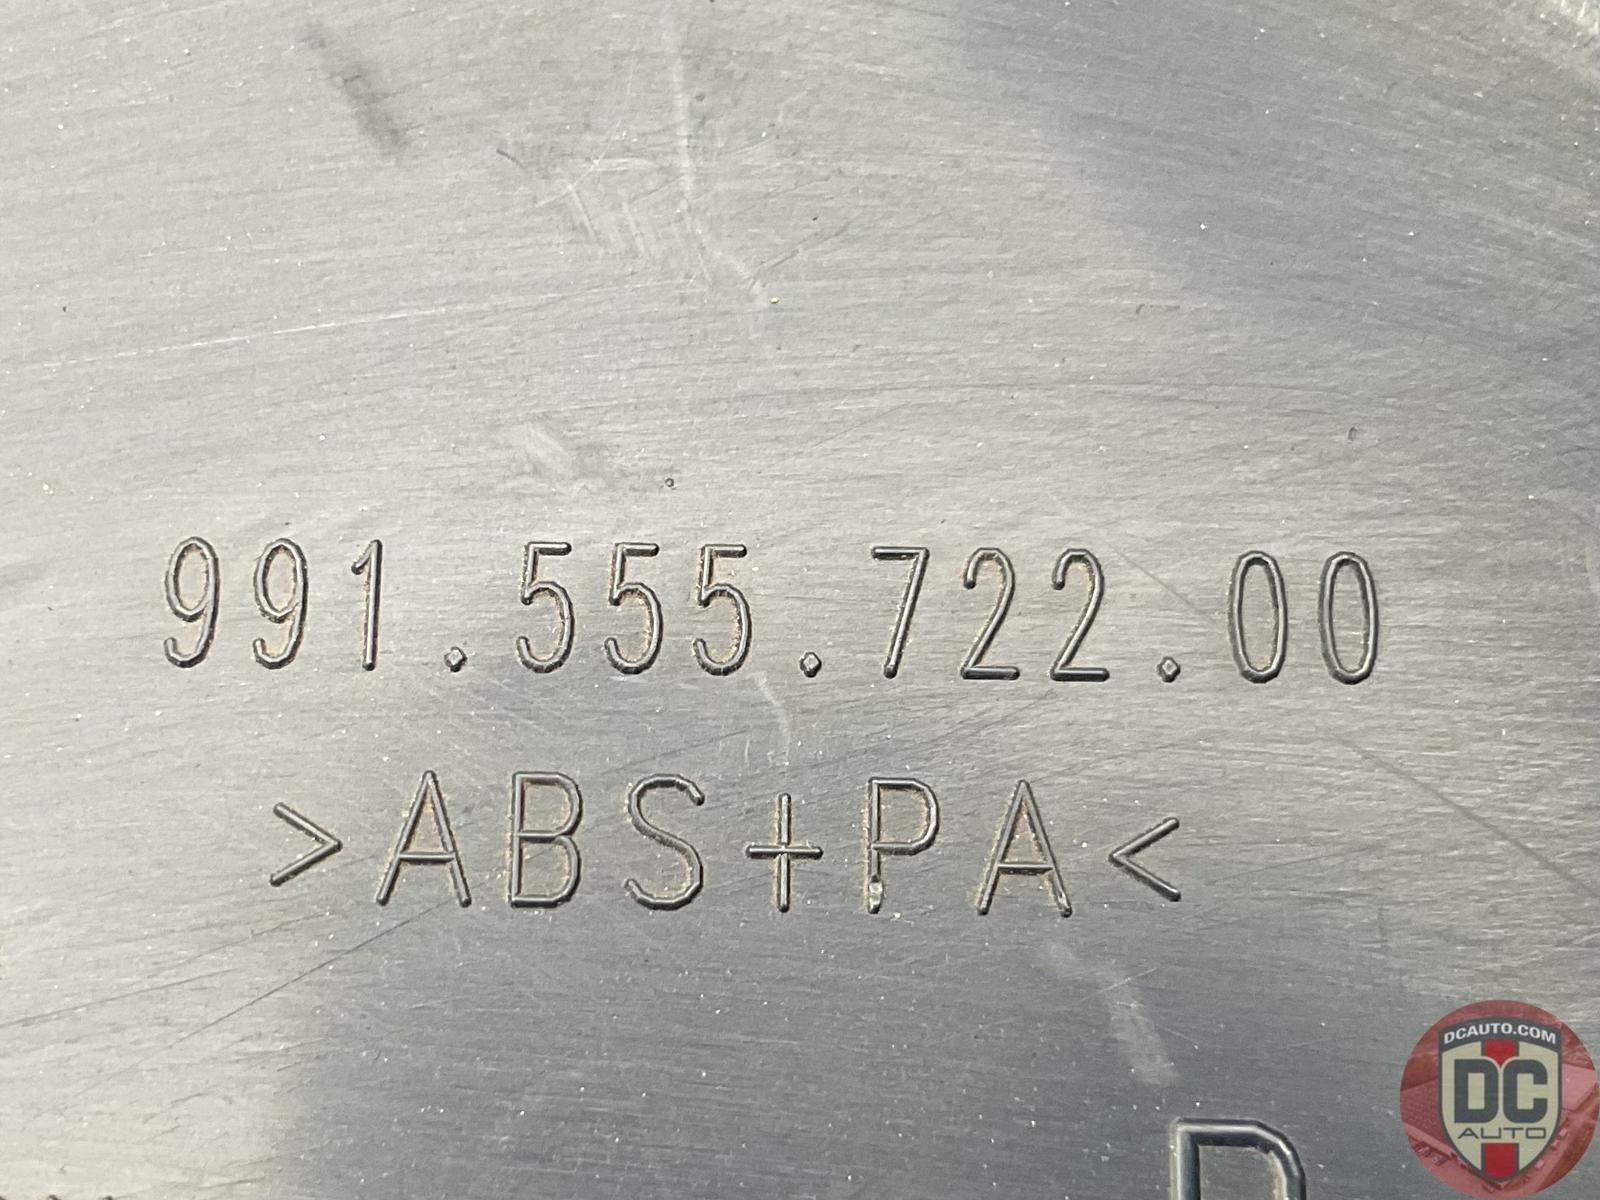 991.555.722.00
>ABS+PA<
DCAUTO.COM
DC
AUTO